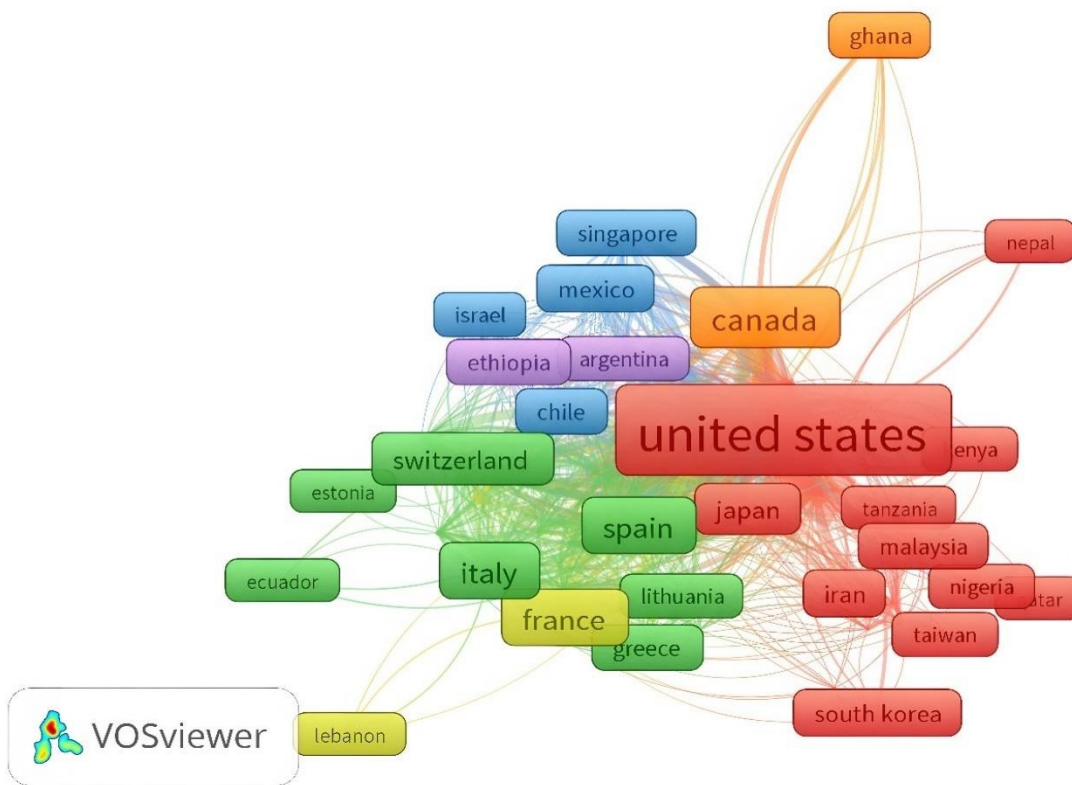 ghana
singapore
nepal
mexico
israel
canada
ethiopia
argentina
chile
united states
switzerland
estonia
spain
japan
tanzania
malaysia
italy
ecuador
lithuania
iran
nigeria
france
greece
taiwan
south korea
lebanon
VOSviewer